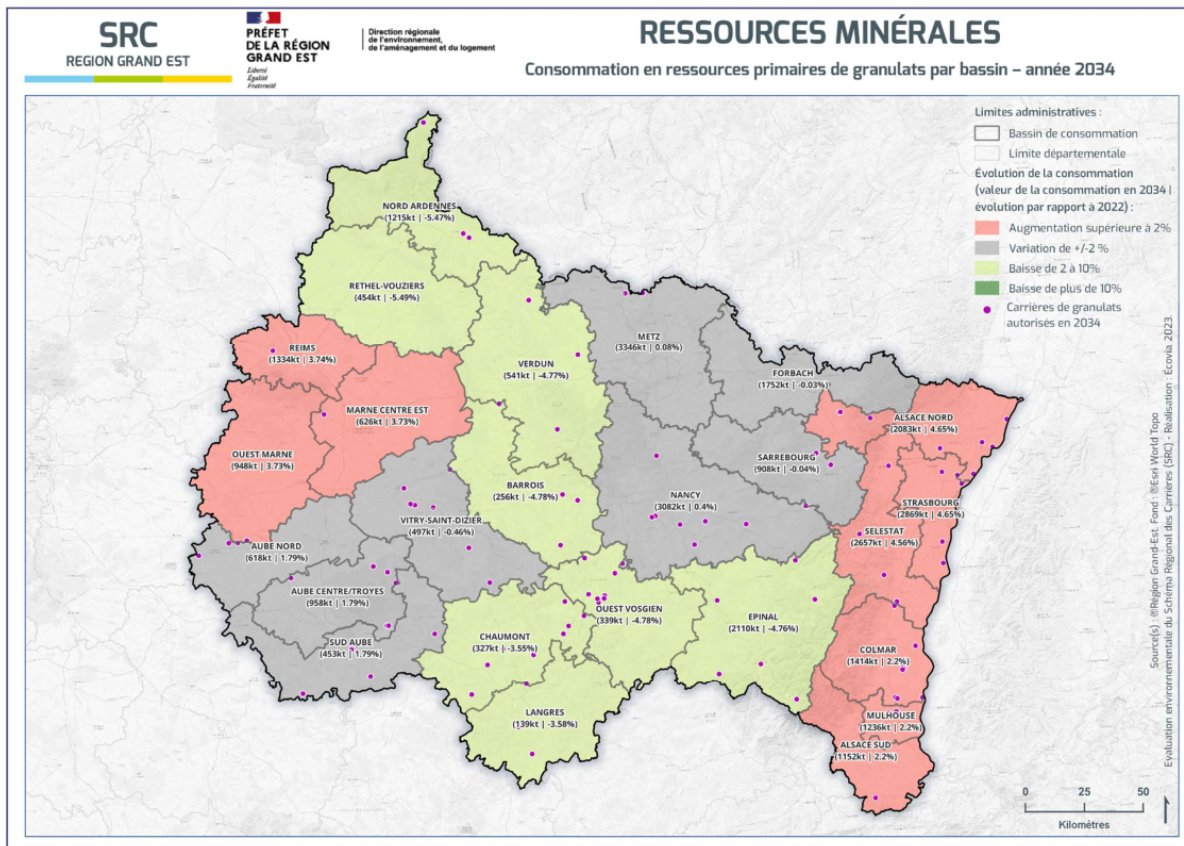 SRC
REGION GRAND EST
PRÉFET
DE LA RÉGION
GRAND EST
Liberté
Égalité
Fraternité
Direction régionale
de l'environnement,
de l'aménagement et du logement
RESSOURCES MINÉRALES
Consommation en ressources primaires de granulats par bassin – année 2034
Limites administratives :
Bassin de consommation
Limite départementale
Évolution de la consommation
(valeur de la consommation en 2034 |
évolution par rapport à 2022) :
Augmentation supérieure à 2%
Variation de +/-2 %
Baisse de 2 à 10%
Baisse de plus de 10%
Carrières de granulats
autorisés en 2034
NORD ARDENNES
(1215kt | -5.47%)
RETHEL-VOUZIERS
(454kt | -5.49%)
REIMS
(1334kt | 3.74%)
VERDUN
(541kt | -4.77%)
METZ
(3346kt | 0.08%)
FORBACH
(1752kt | -0.03%)
MARNE CENTRE EST
(626kt | 3.73%)
ALSACE NORD
(2083kt | 4.65%)
OUEST MARNE
(948kt | 3.73%)
SARREBOURG
(908kt | -0.04%)
BARROIS
(256kt | -4.78%)
NANCY
(3082kt | 0.4%)
STRASBOURG
(2869kt | 4.65%)
VITRY-SAINT-DIZIER
(497kt | -0.46%)
SELESTAT
(2657kt | 4.56%)
AUBE NORD
(618kt | 1.79%)
AUBE CENTRE/TROYES
(958kt | 1.79%)
OUEST VOSGIEN
(339kt | -4.78%)
EPINAL
(2110kt | -4.76%)
CHAUMONT
(327kt | -3.55%)
SUD AUBE
(453kt | 1.79%)
COLMAR
(1414kt | 2.2%)
LANGRES
(139kt | -3.58%)
MULHOUSE
(1236kt | 2.2%)
ALSACE SUD
(1152kt | 2.2%)
0 25 50
Kilomètres
Source(s) : ©Région Grand-Est. Fond : ©Esri World Topo
Evaluation environnementale du Schéma Régional des Carrières (SRC) - Réalisation : Écovia 2023